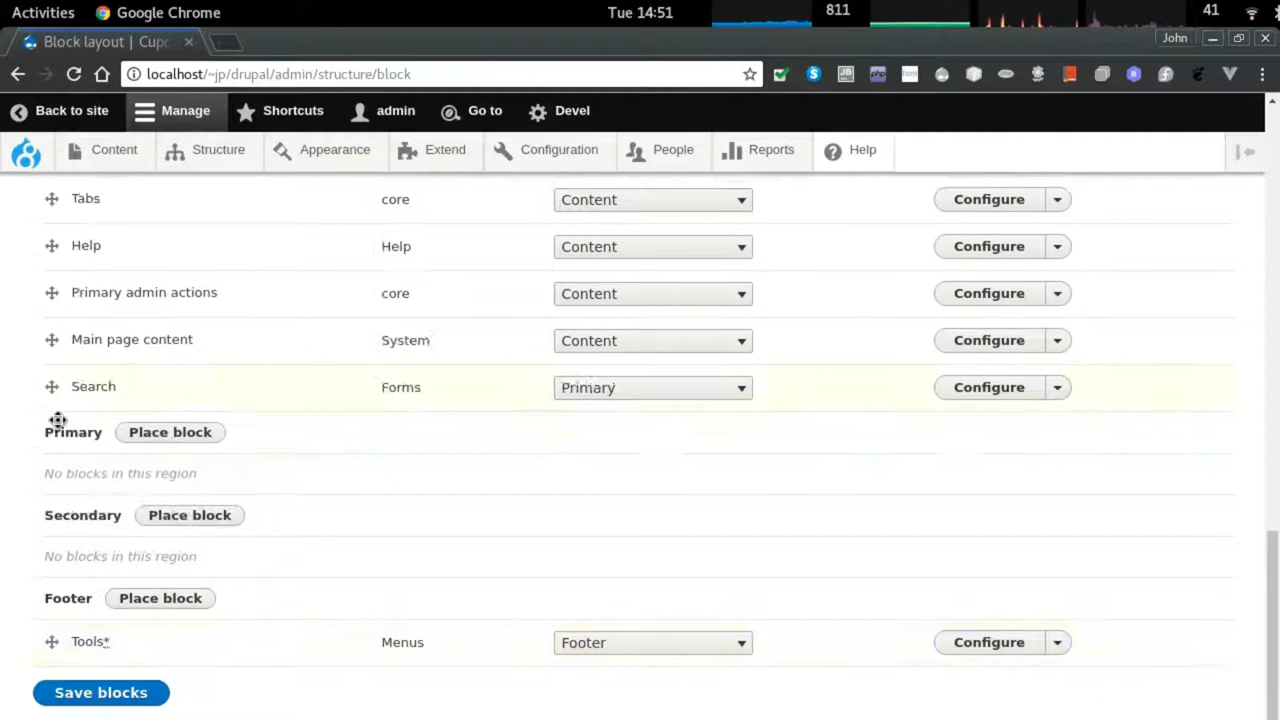 Activities Google Chrome Tue 14:51 811 41
Block layout | Cupc John
localhost/~jp/drupal/admin/structure/block
Back to site Manage Shortcuts admin Go to Devel
Content Structure Appearance Extend Configuration People Reports Help
Tabs core Content Configure
Help Help Content Configure
Primary admin actions core Content Configure
Main page content System Content Configure
Search Forms Primary Configure
Primary Place block
No blocks in this region
Secondary Place block
No blocks in this region
Footer Place block
Tools* Menus Footer Configure
Save blocks